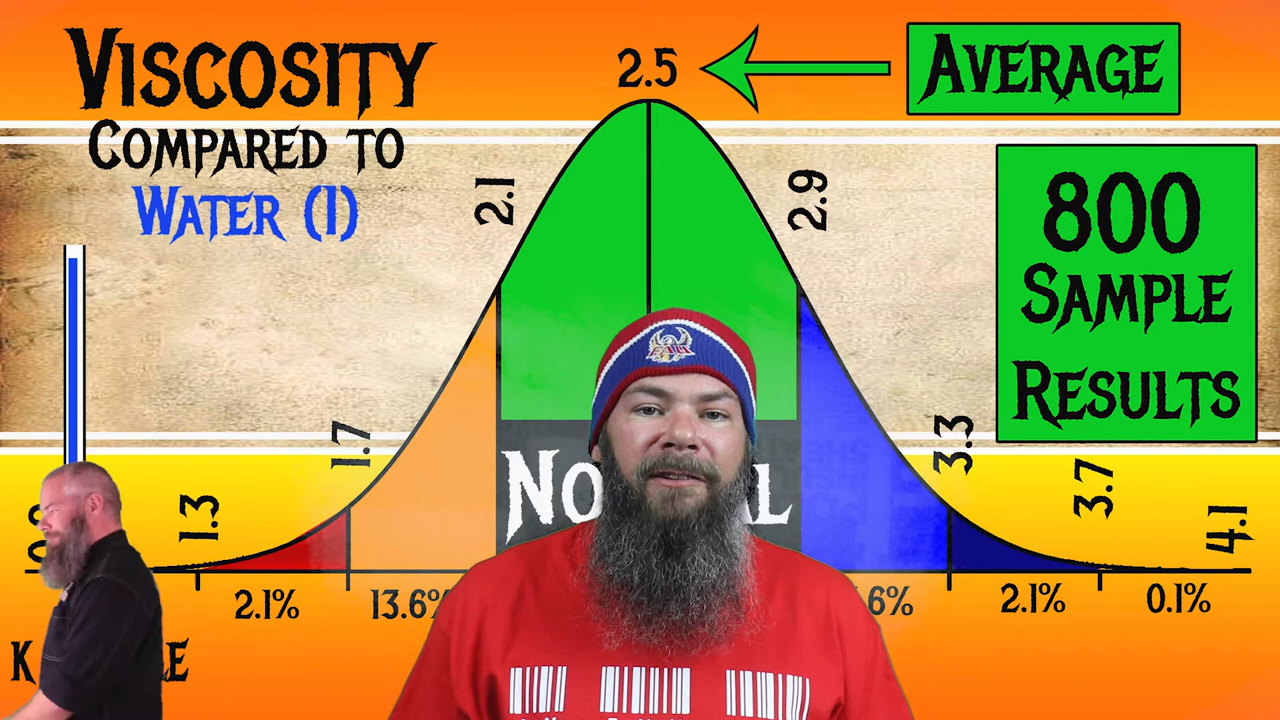 VISCOSITY
COMPARED TO
WATER (1)
2.5
AVERAGE
800
SAMPLE
RESULTS
2.1
2.9
1.7
3.3
1.3
3.7
4.1
2.1%
13.6%
2.1%
0.1%